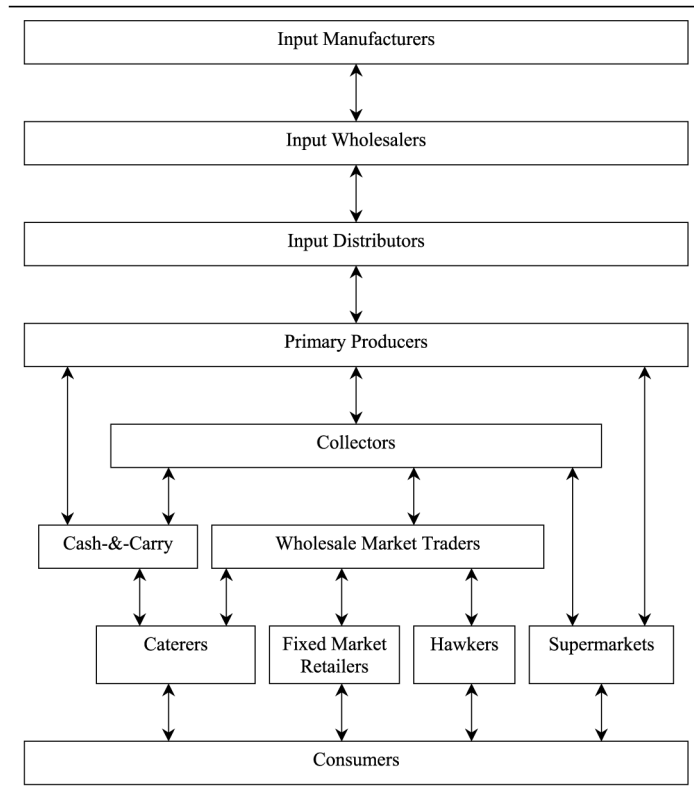 Input Manufacturers
Input Wholesalers
Input Distributors
Primary Producers
Collectors
Cash-&-Carry
Wholesale Market Traders
Caterers
Fixed Market
Retailers
Hawkers
Supermarkets
Consumers